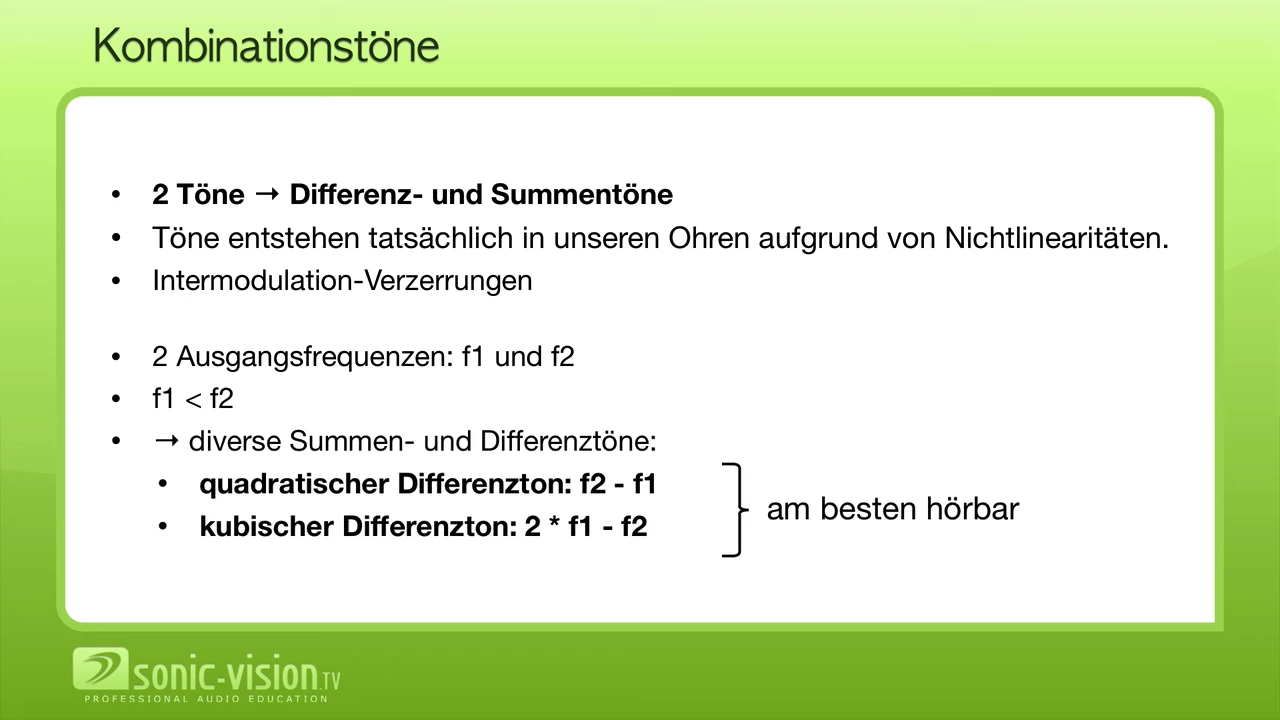 Kombinationstöne
• 2 Töne → Differenz- und Summentöne
• Töne entstehen tatsächlich in unseren Ohren aufgrund von Nichtlinearitäten.
• Intermodulation-Verzerrungen
• 2 Ausgangsfrequenzen: f1 und f2
• f1 < f2
• → diverse Summen- und Differenztöne:
• quadratischer Differenzton: f2 - f1
• kubischer Differenzton: 2 * f1 - f2
am besten hörbar
sonic-vision.TV
PROFESSIONAL AUDIO EDUCATION